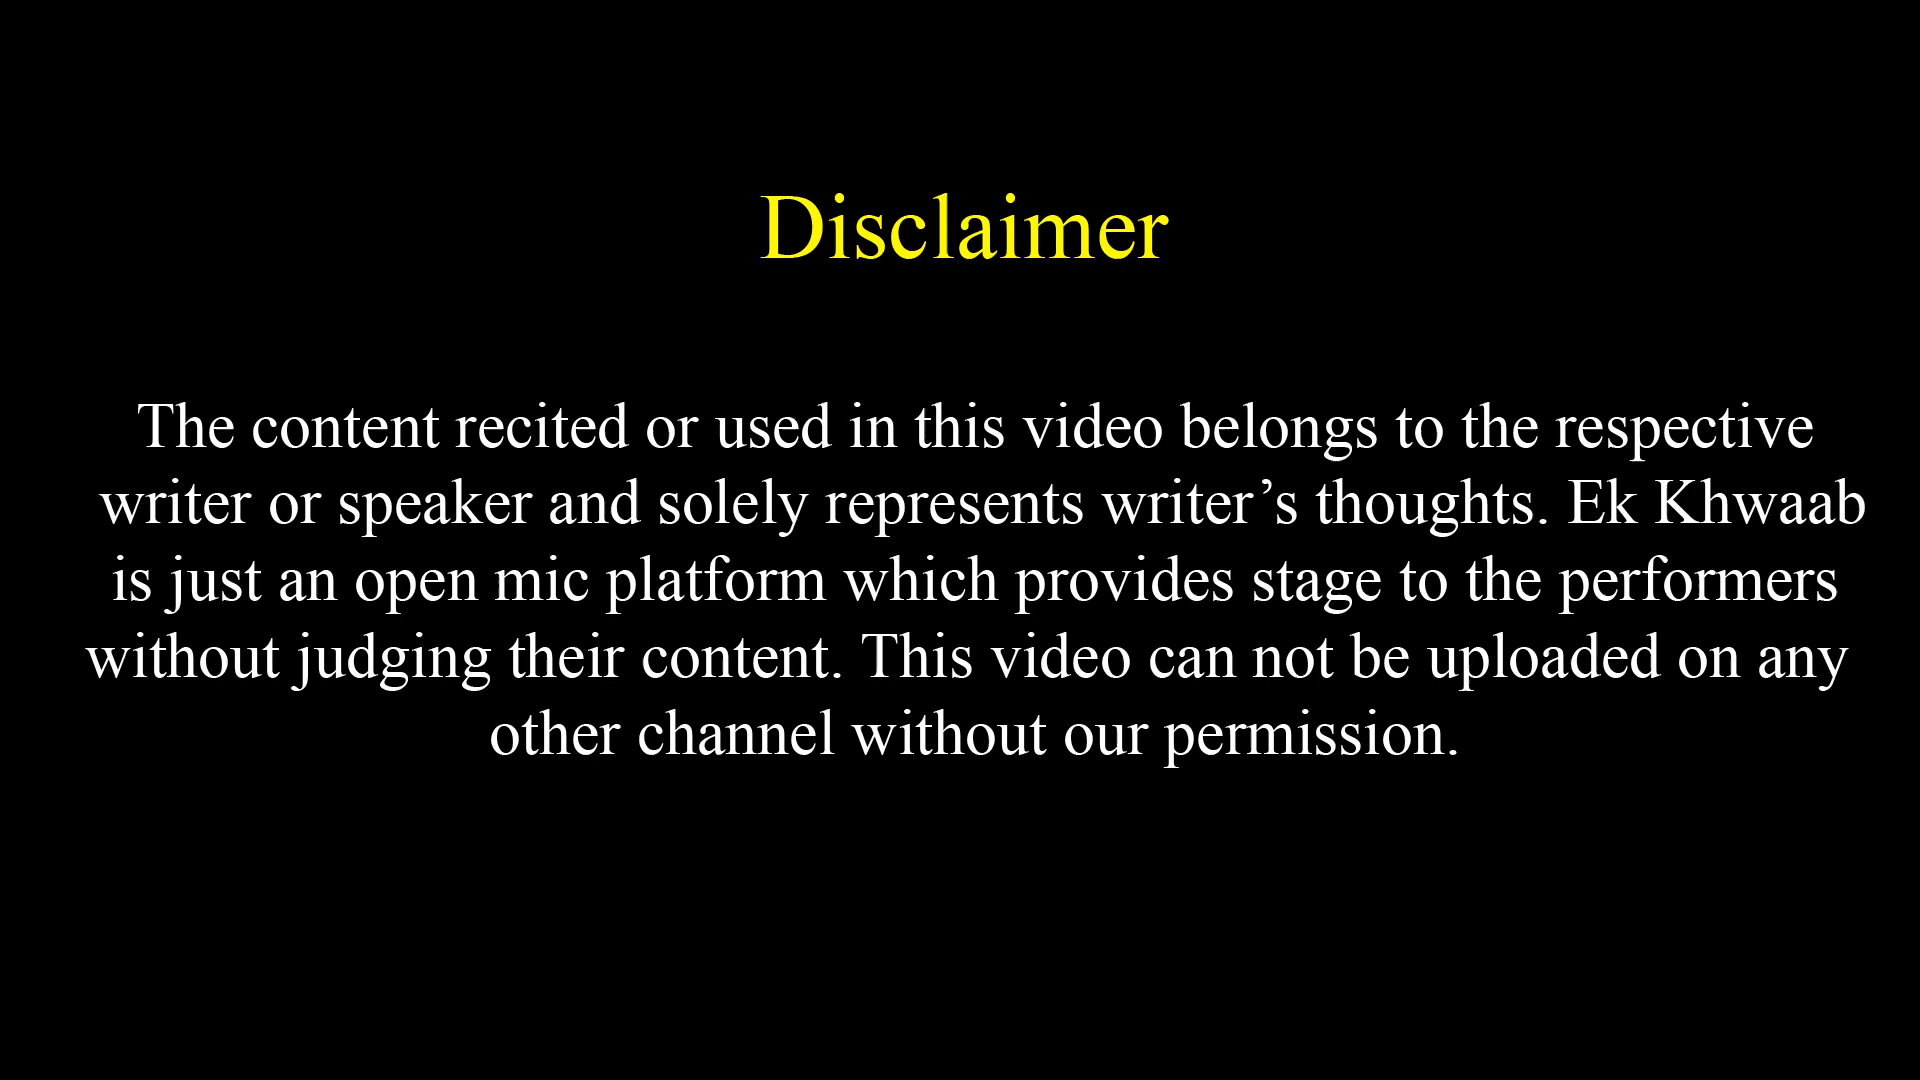 Disclaimer
The content recited or used in this video belongs to the respective
writer or speaker and solely represents writer’s thoughts. Ek Khwaab
is just an open mic platform which provides stage to the performers
without judging their content. This video can not be uploaded on any
other channel without our permission.